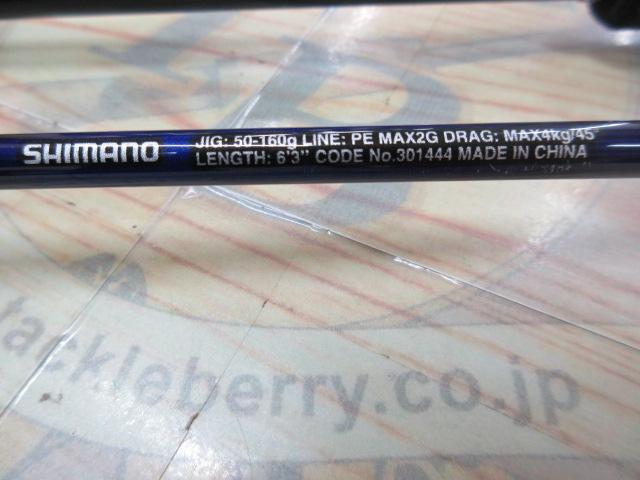 SHIMANO
JIG: 50-160g LINE: PE MAX2G DRAG: MAX4kg/45°
LENGTH: 6'3" CODE No.301444 MADE IN CHINA
tackleberry.co.jp